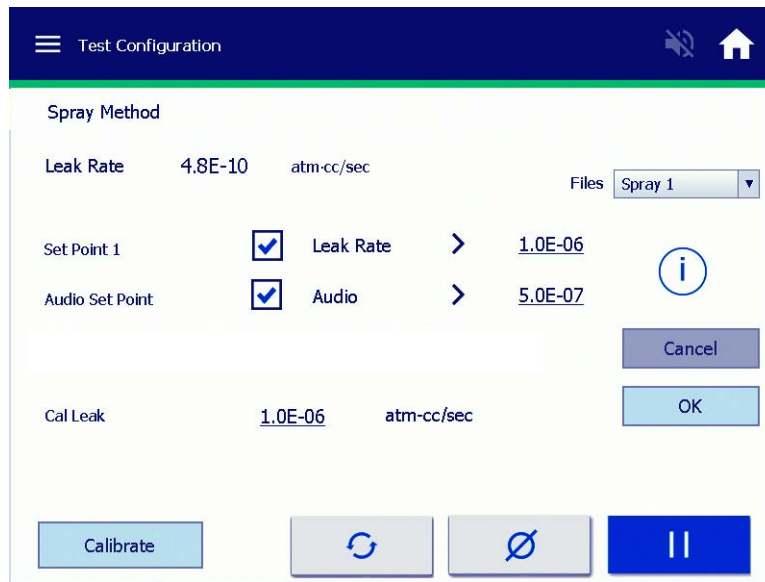 Test Configuration
Spray Method
Leak Rate 4.8E-10 atm·cc/sec
Files Spray 1
Set Point 1 Leak Rate > 1.0E-06
Audio Set Point Audio > 5.0E-07
Cancel
Cal Leak 1.0E-06 atm-cc/sec
OK
Calibrate